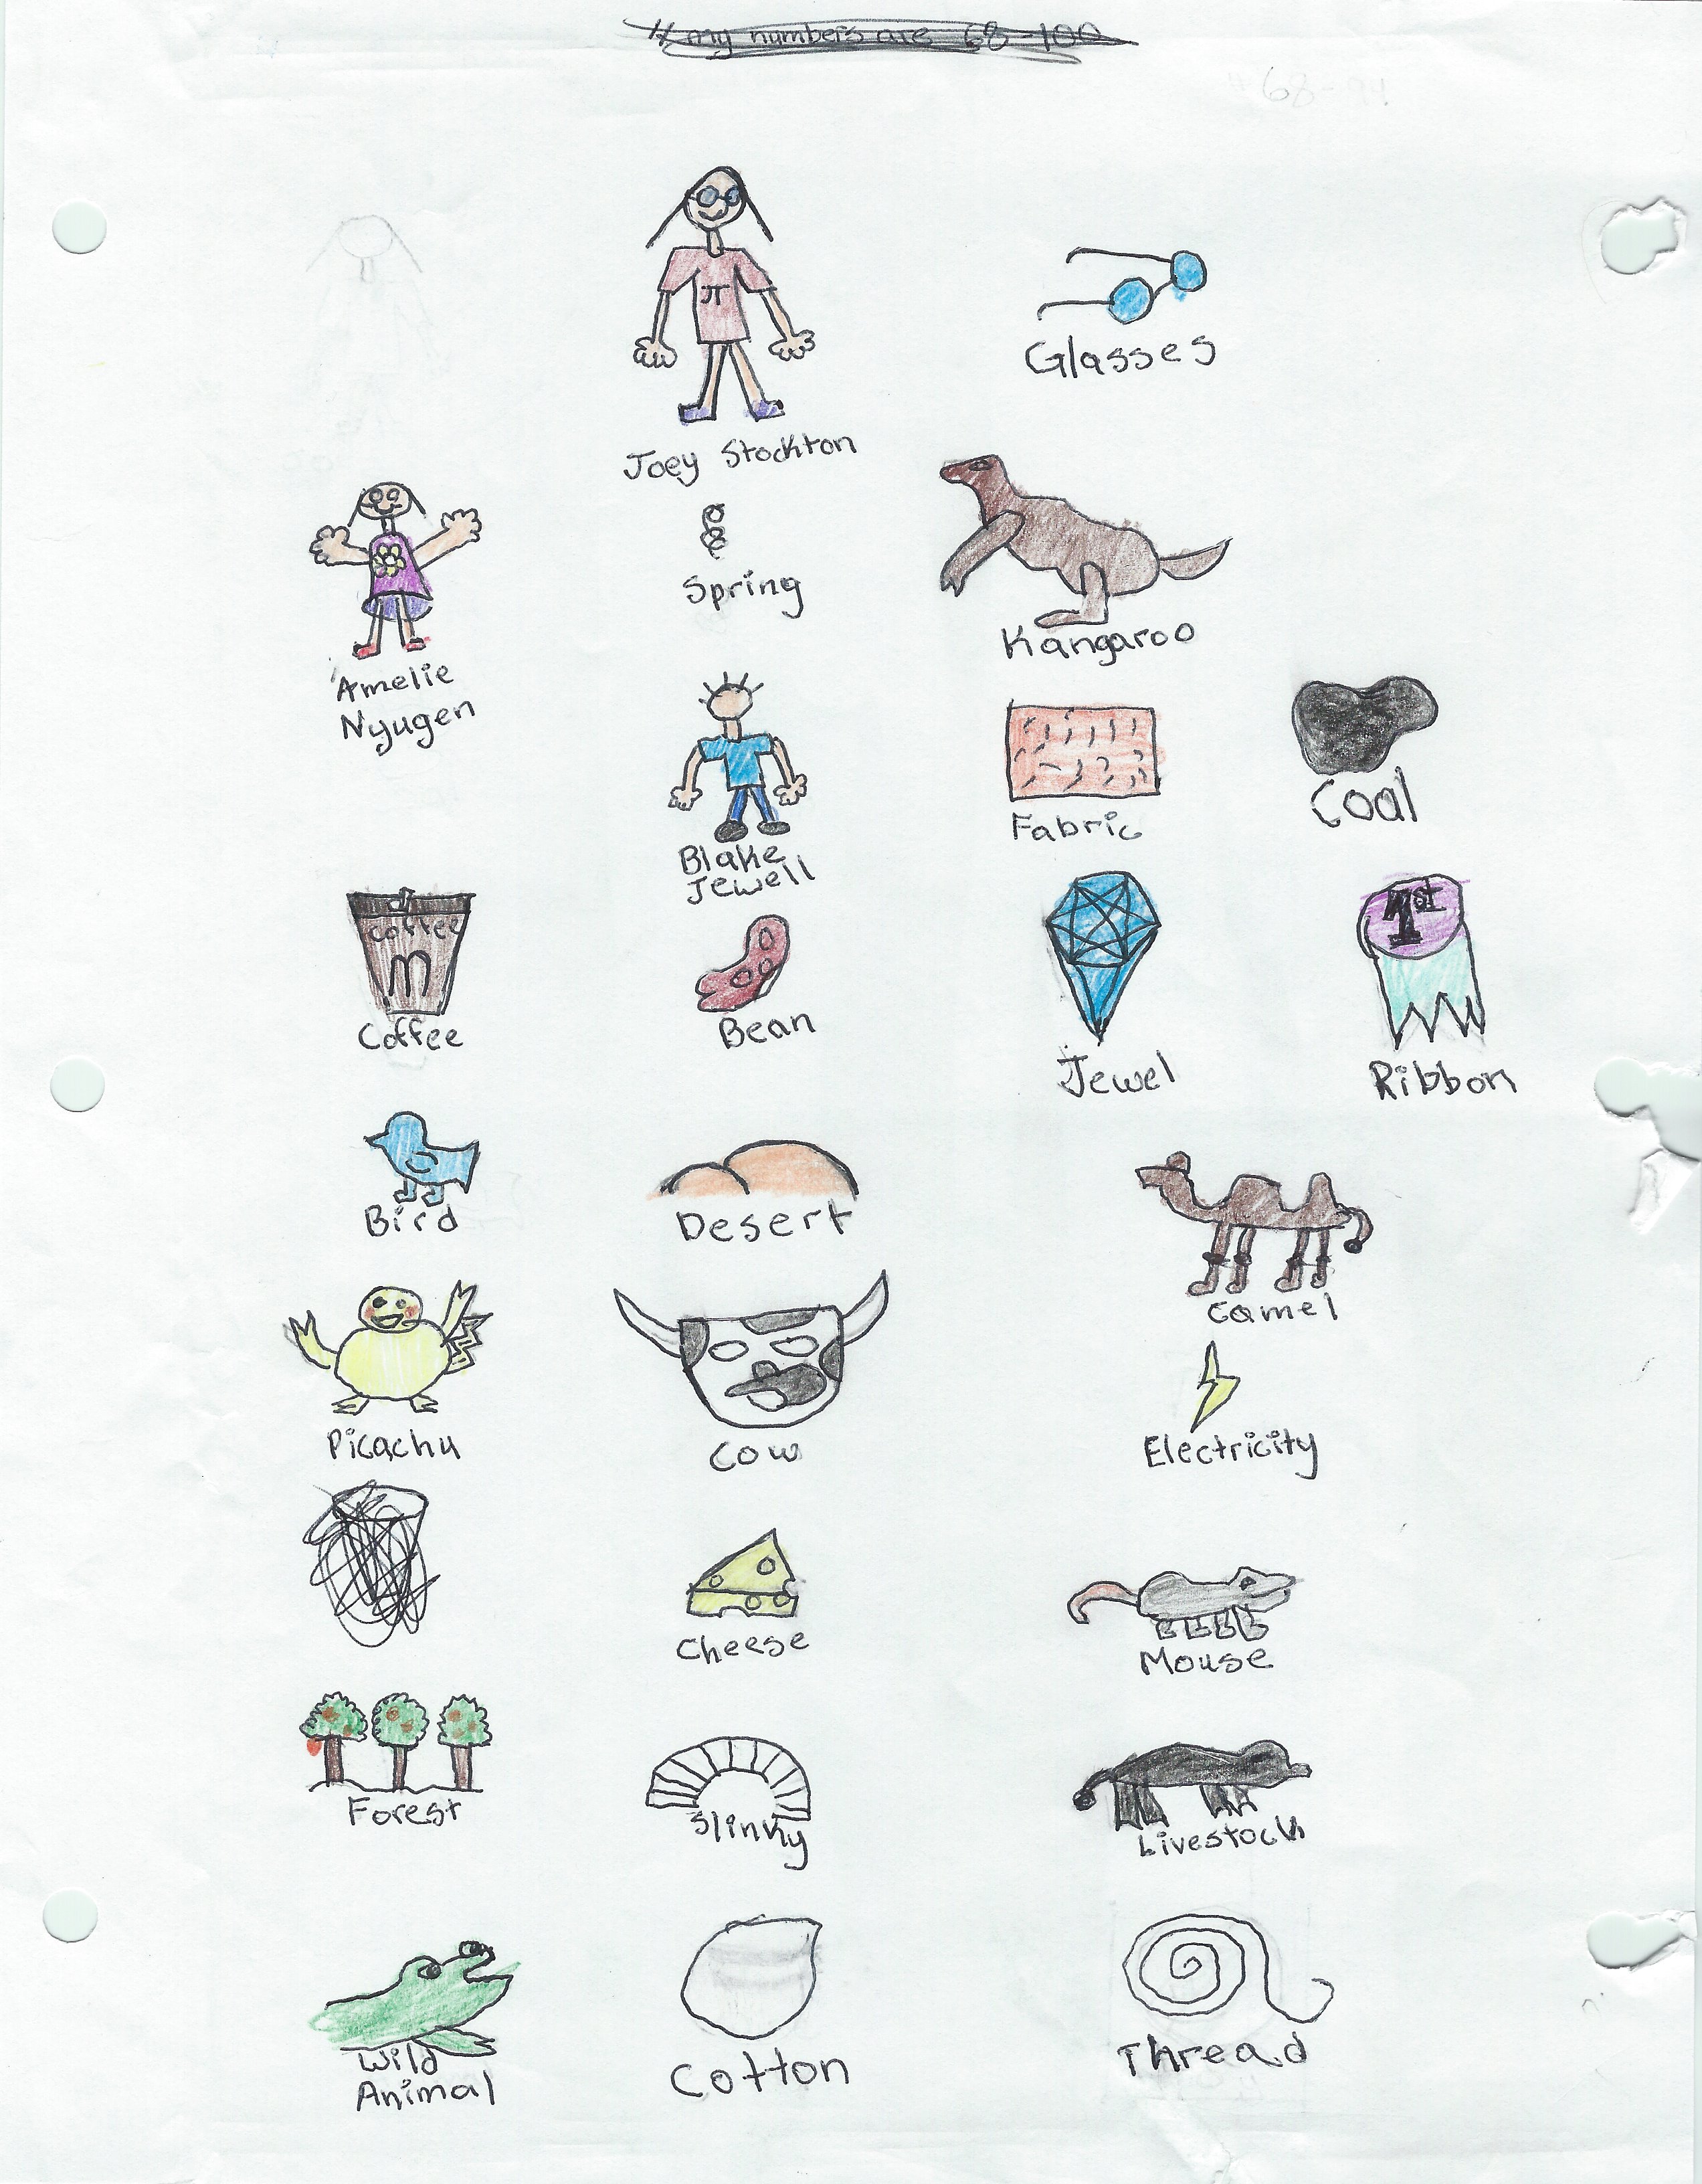 # my numbers are 68-100
68-94
π
Joey Stockton
Glasses
Spring
Kangaroo
Amelie
Nyugen
Blake
Jewell
Fabric
Coal
coffee
m
Coffee
Bean
Jewel
1st
Ribbon
Bird
Desert
Camel
Picachu
Cow
Electricity
Cheese
Mouse
Forest
Slinky
Livestock
Wild
Animal
Cotton
Thread